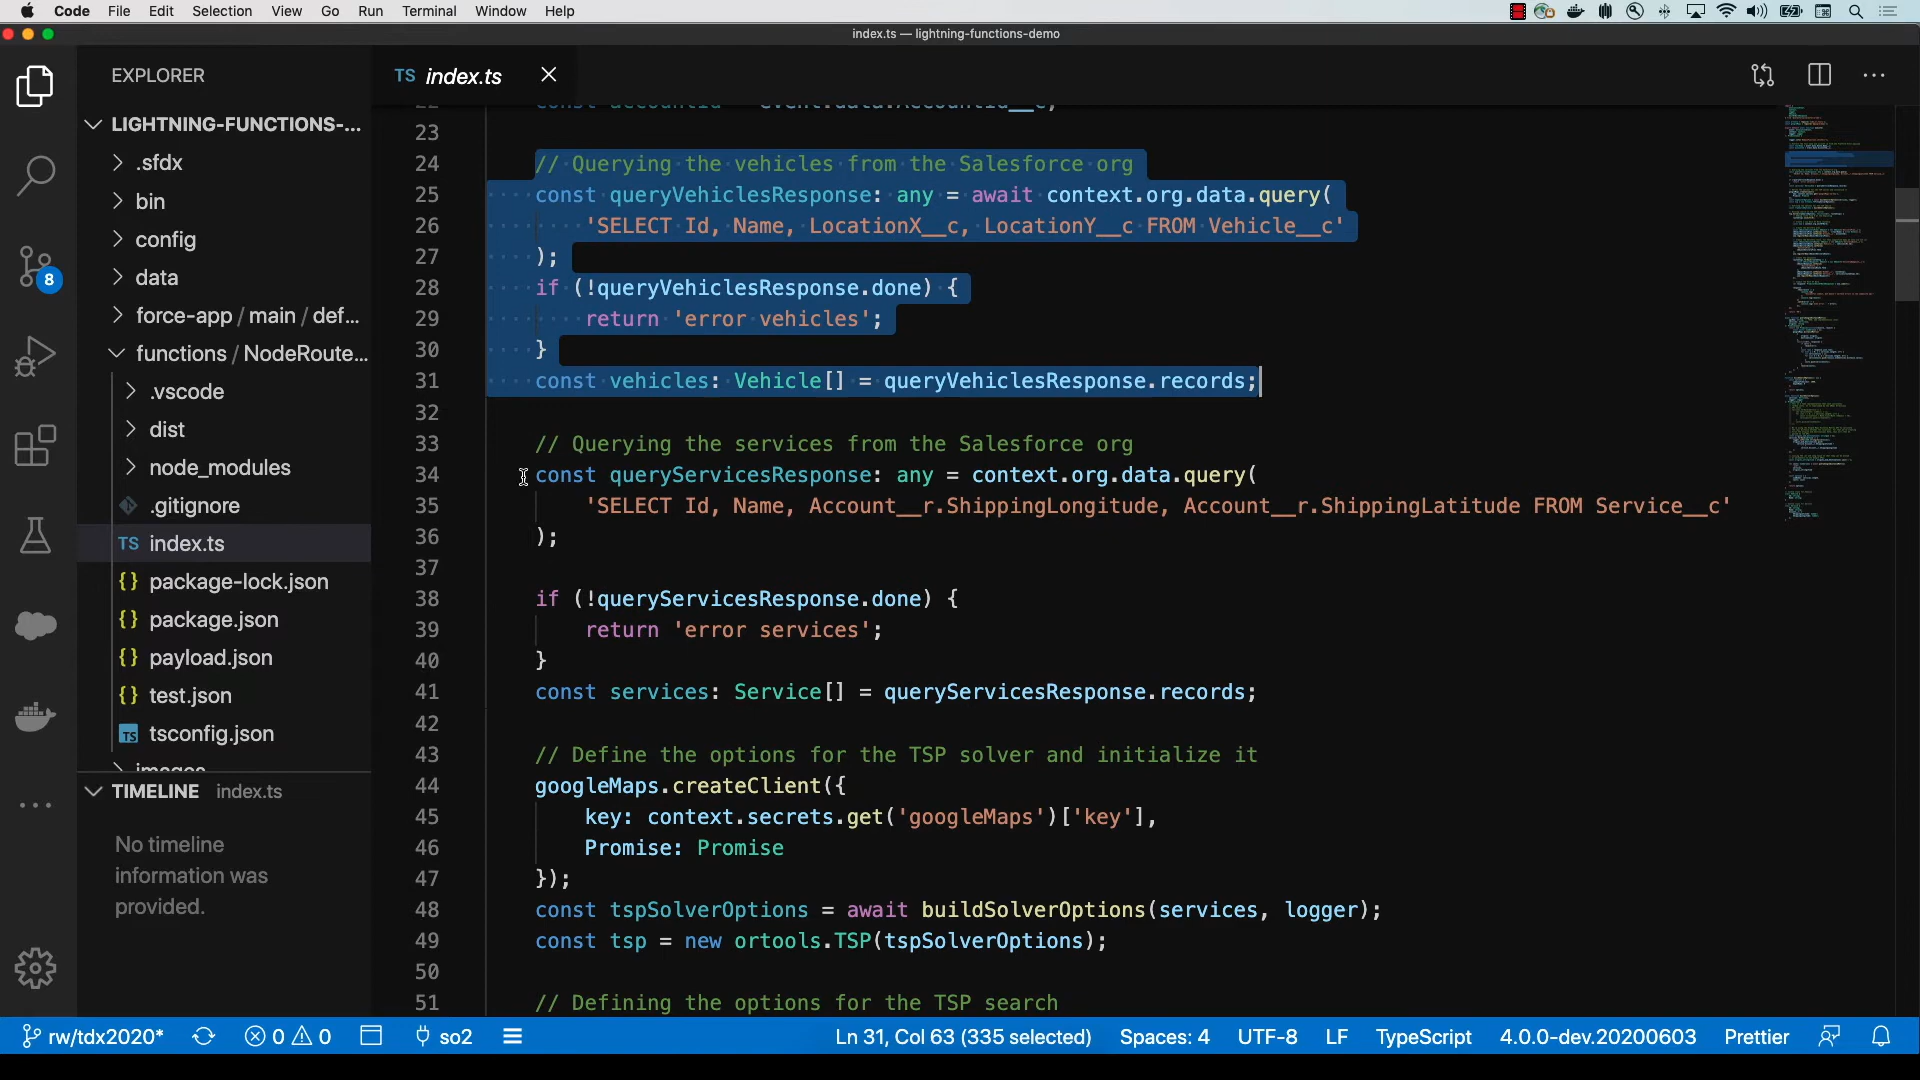 Code File Edit Selection View Go Run Terminal Window Help
index.ts — lightning-functions-demo
EXPLORER
LIGHTNING-FUNCTIONS-...
.sfdx
bin
config
data
force-app / main / def...
functions / NodeRoute...
.vscode
dist
node_modules
.gitignore
TS index.ts
{} package-lock.json
{} package.json
{} payload.json
{} test.json
TS tsconfig.json
images
TIMELINE index.ts
No timeline
information was
provided.
8
TS index.ts
22 const accountId = event.data.AccountId__c;
23
24 // Querying the vehicles from the Salesforce org
25 const queryVehiclesResponse: any = await context.org.data.query(
26 'SELECT Id, Name, LocationX__c, LocationY__c FROM Vehicle__c'
27 );
28 if (!queryVehiclesResponse.done) {
29 return 'error vehicles';
30 }
31 const vehicles: Vehicle[] = queryVehiclesResponse.records;
32
33 // Querying the services from the Salesforce org
34 const queryServicesResponse: any = context.org.data.query(
35 'SELECT Id, Name, Account__r.ShippingLongitude, Account__r.ShippingLatitude FROM Service__c'
36 );
37
38 if (!queryServicesResponse.done) {
39 return 'error services';
40 }
41 const services: Service[] = queryServicesResponse.records;
42
43 // Define the options for the TSP solver and initialize it
44 googleMaps.createClient({
45 key: context.secrets.get('googleMaps')['key'],
46 Promise: Promise
47 });
48 const tspSolverOptions = await buildSolverOptions(services, logger);
49 const tsp = new ortools.TSP(tspSolverOptions);
50
51 // Defining the options for the TSP search
rw/tdx2020* 0 0 so2 Ln 31, Col 63 (335 selected) Spaces: 4 UTF-8 LF TypeScript 4.0.0-dev.20200603 Prettier